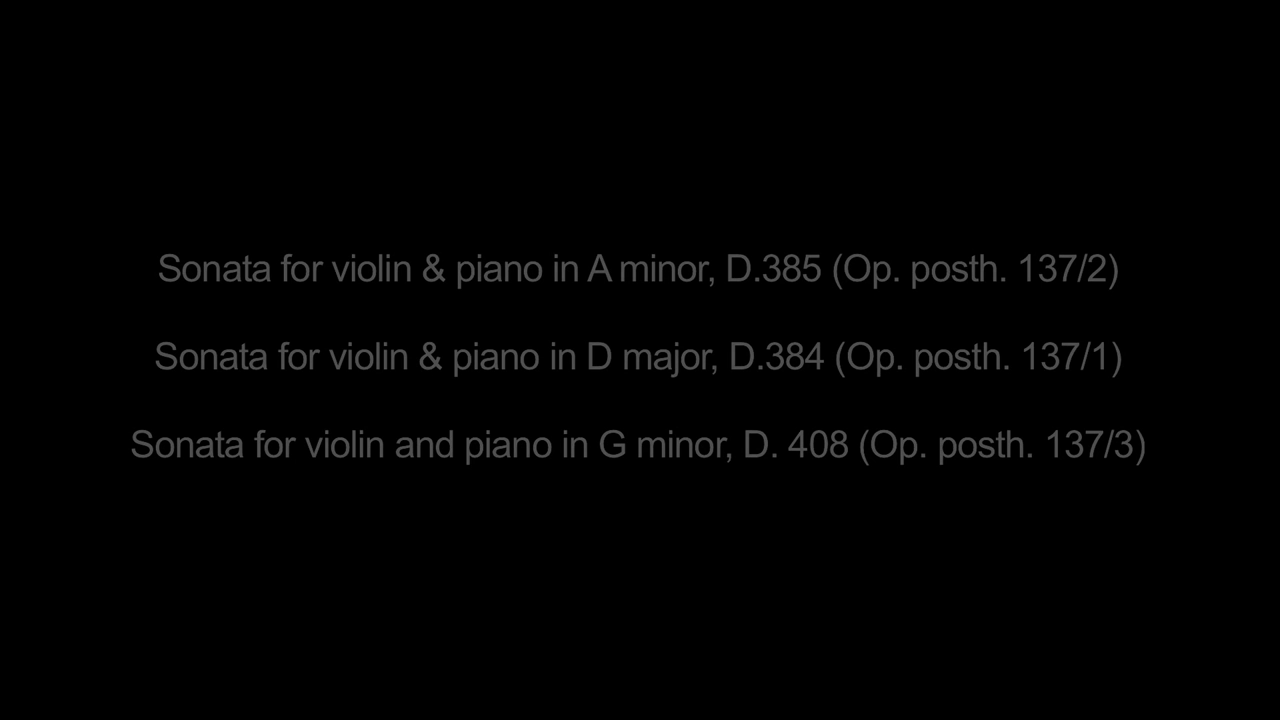 Sonata for violin & piano in A minor, D.385 (Op. posth. 137/2)
Sonata for violin & piano in D major, D.384 (Op. posth. 137/1)
Sonata for violin and piano in G minor, D. 408 (Op. posth. 137/3)